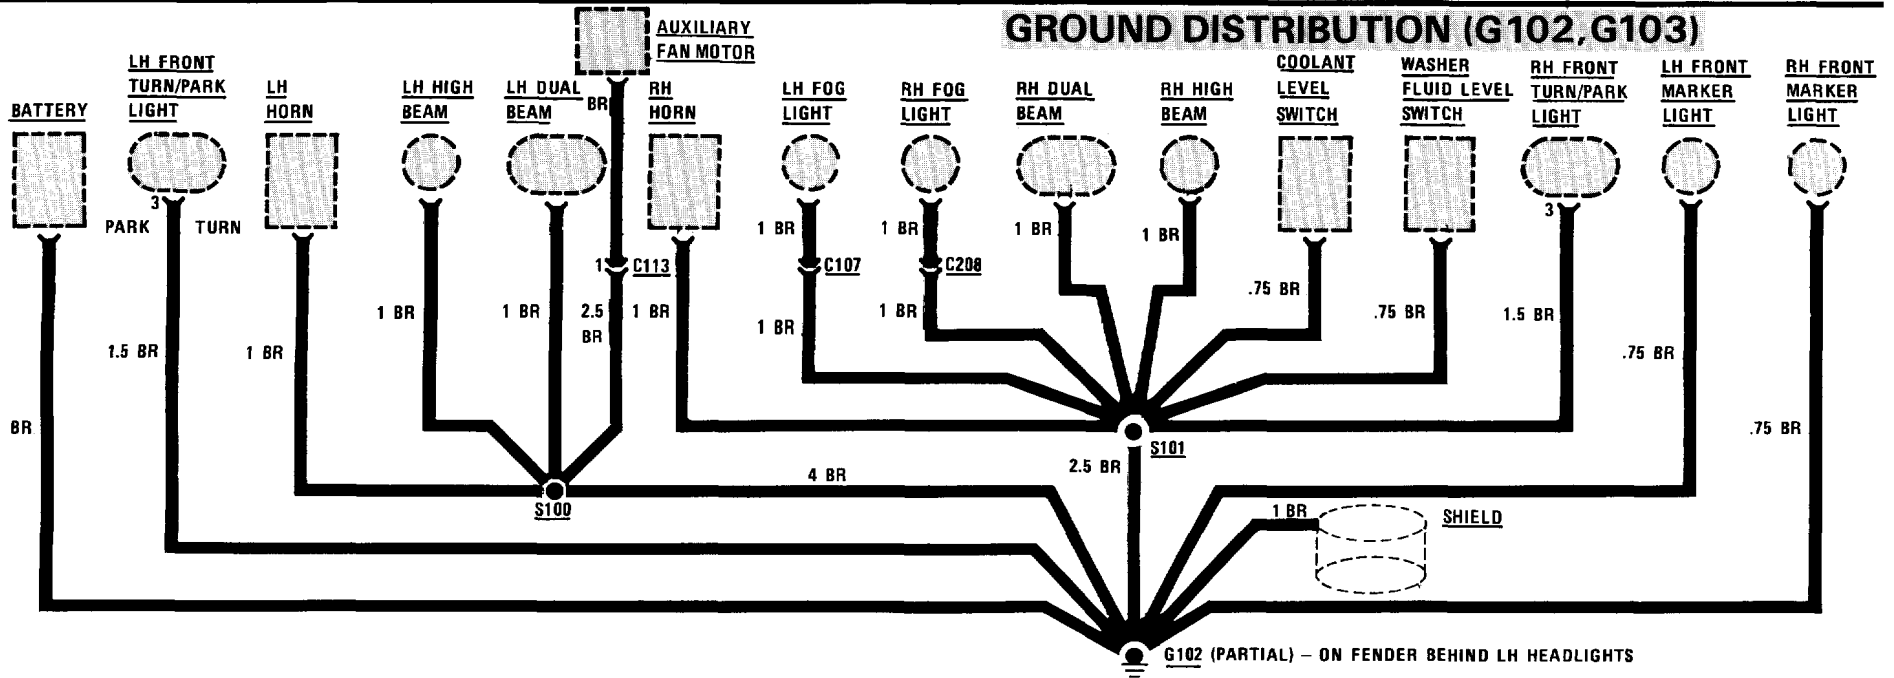 GROUND DISTRIBUTION (G102,G103)
AUXILIARY
FAN MOTOR
BATTERY
LH FRONT
TURN/PARK
LIGHT
LH
HORN
LH HIGH
BEAM
LH DUAL
BEAM
BR
RH
HORN
LH FOG
LIGHT
RH FOG
LIGHT
RH DUAL
BEAM
RH HIGH
BEAM
COOLANT
LEVEL
SWITCH
WASHER
FLUID LEVEL
SWITCH
RH FRONT
TURN/PARK
LIGHT
LH FRONT
MARKER
LIGHT
RH FRONT
MARKER
LIGHT
3
PARK
TURN
1 BR
1 BR
1 BR
1 BR
3
1
C113
C107
C208
.75 BR
1 BR
1 BR
2.5
BR
1 BR
1 BR
1 BR
.75 BR
1.5 BR
1.5 BR
1 BR
.75 BR
BR
.75 BR
S101
2.5 BR
4 BR
S100
1 BR
SHIELD
G102 (PARTIAL) – ON FENDER BEHIND LH HEADLIGHTS